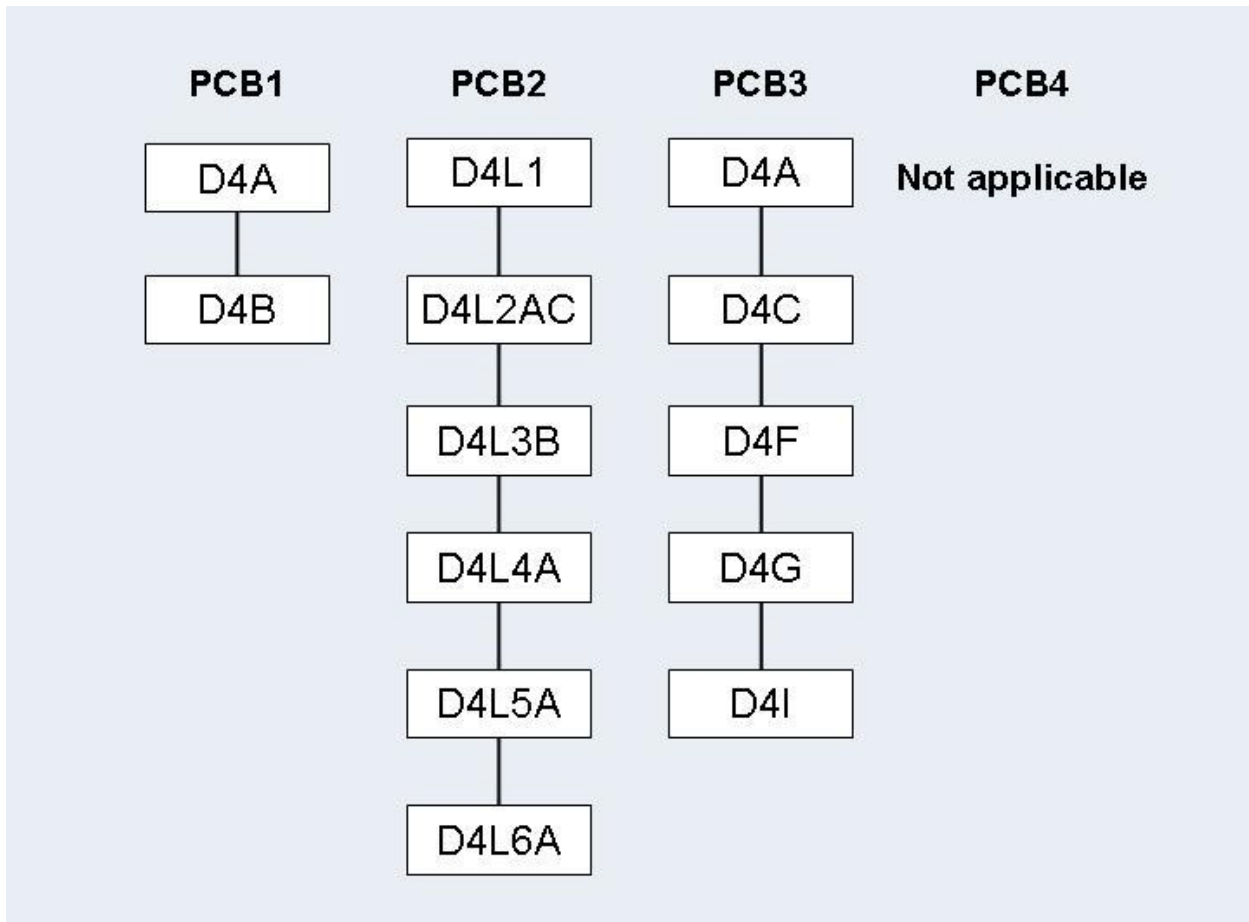 PCB1 PCB2 PCB3 PCB4
D4A D4L1 D4A Not applicable
D4B D4L2AC D4C
D4L3B D4F
D4L4A D4G
D4L5A D4I
D4L6A